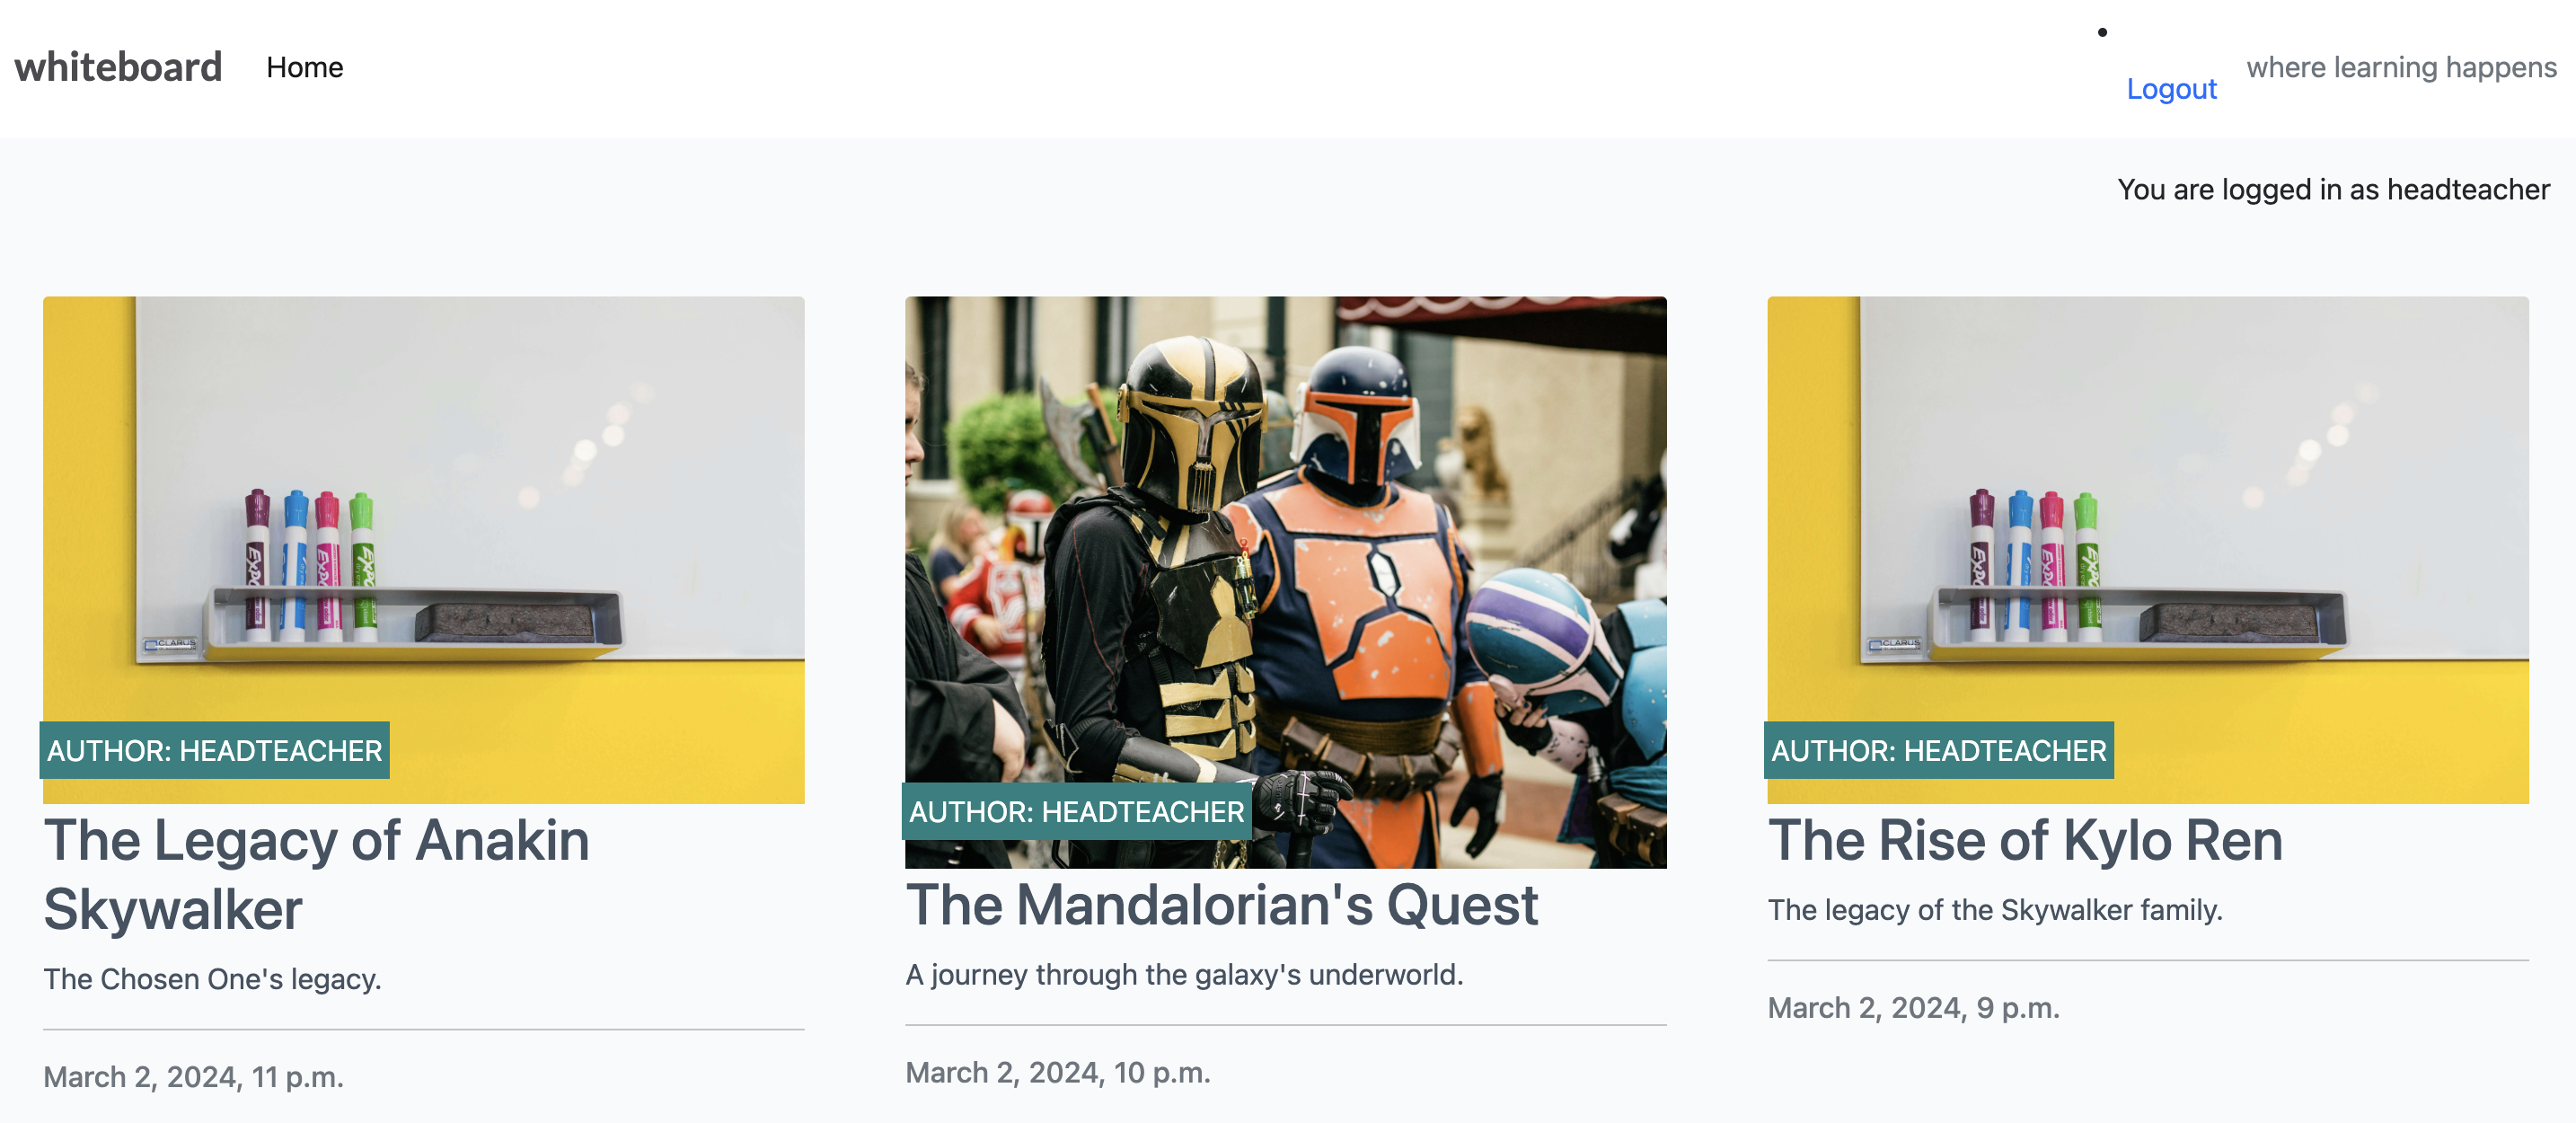 whiteboard Home
Logout
where learning happens
You are logged in as headteacher
CLARUS
AUTHOR: HEADTEACHER
The Legacy of Anakin
Skywalker
The Chosen One's legacy.
March 2, 2024, 11 p.m.
AUTHOR: HEADTEACHER
The Mandalorian's Quest
A journey through the galaxy's underworld.
March 2, 2024, 10 p.m.
CLARUS
AUTHOR: HEADTEACHER
The Rise of Kylo Ren
The legacy of the Skywalker family.
March 2, 2024, 9 p.m.